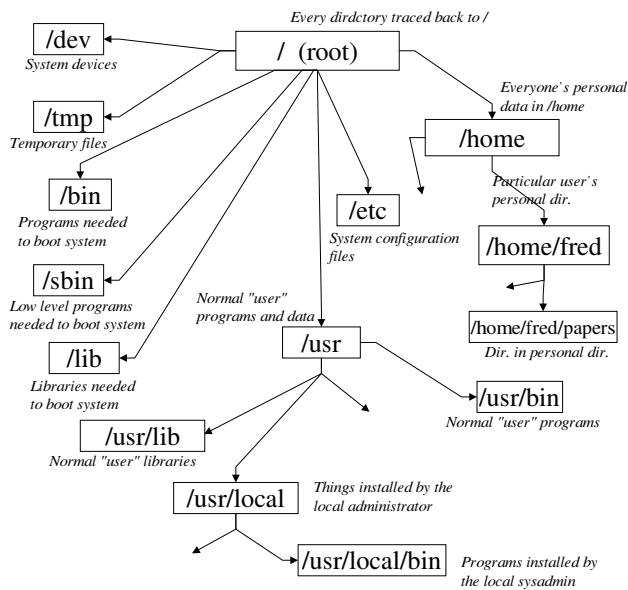 Every dirdctory traced back to /
/ (root)
/dev
System devices
/tmp
Temporary files
/bin
Programs needed
to boot system
/sbin
Low level programs
needed to boot system
/lib
Libraries needed
to boot system
Everyone's personal
data in /home
/home
Particular user's
personal dir.
/home/fred
/home/fred/papers
Dir. in personal dir.
/etc
System configuration
files
Normal "user"
programs and data
/usr
/usr/bin
Normal "user" programs
/usr/lib
Normal "user" libraries
/usr/local
Things installed by the
local administrator
/usr/local/bin
Programs installed by
the local sysadmin